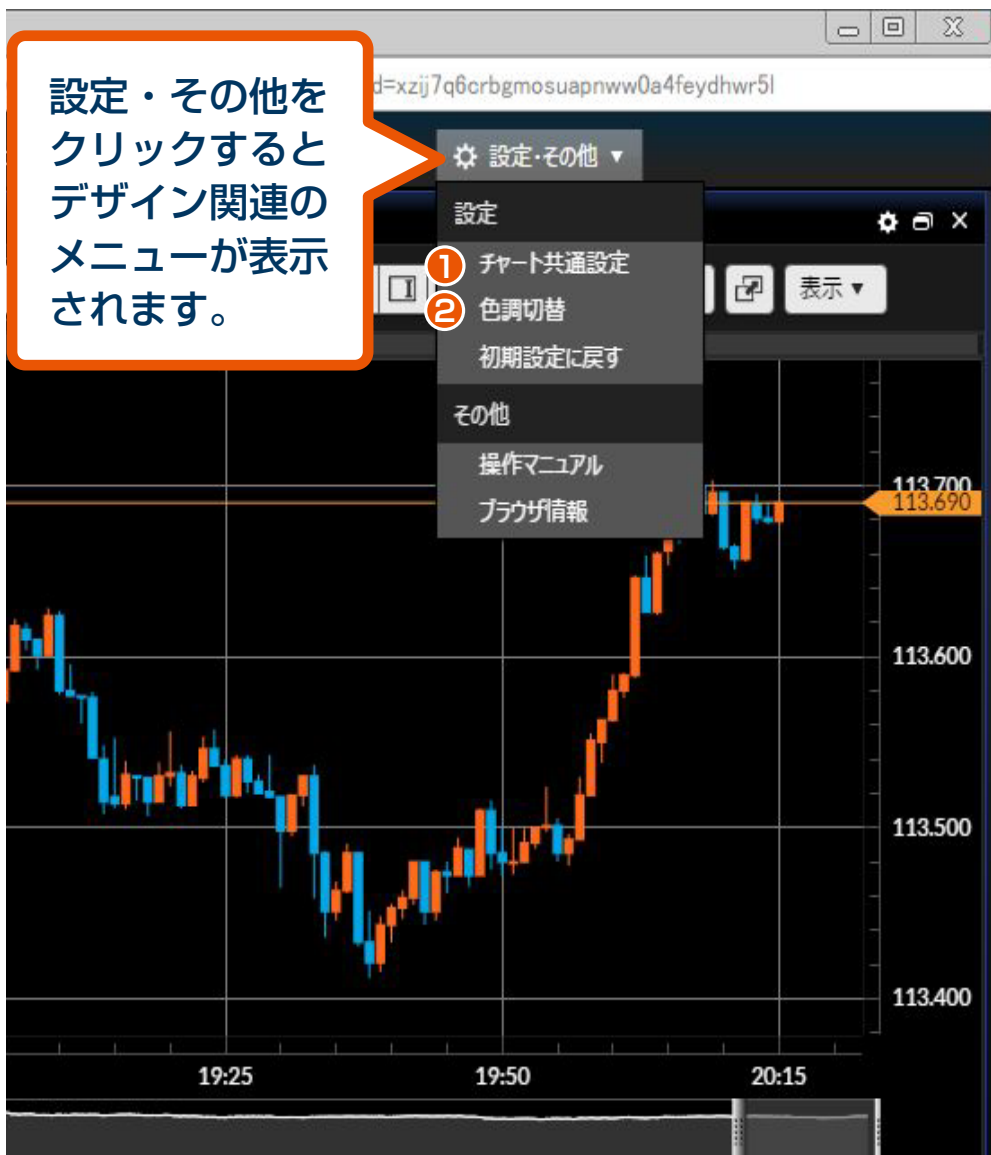 設定・その他を
クリックすると
デザイン関連の
メニューが表示
されます。
d=xzij7q6crbgmosuapnww0a4feydhwr5l
設定・その他 ▼
設定
1 チャート共通設定
2 色調切替
初期設定に戻す
その他
操作マニュアル
ブラウザ情報
表示 ▼
113.700
113.690
113.600
113.500
113.400
19:25 19:50 20:15